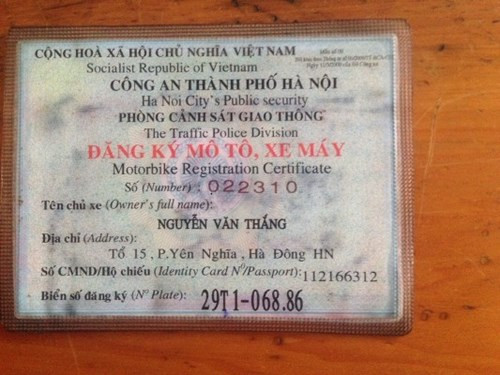 CỘNG HOÀ XÃ HỘI CHỦ NGHĨA VIỆT NAM
Socialist Republic of Vietnam
CÔNG AN THÀNH PHỐ HÀ NỘI
Ha Noi City's Public security
PHÒNG CẢNH SÁT GIAO THÔNG
The Traffic Police Division
ĐĂNG KÝ MÔ TÔ, XE MÁY
Motorbike Registration Certificate
Số (Number) : 022310
Tên chủ xe (Owner's full name):
NGUYỄN VĂN THẮNG
Địa chỉ (Address):
Tổ 15 , P.Yên Nghĩa , Hà Đông HN
Số CMND/Hộ chiếu (Identity Card Nº/Passport): 112166312
Biển số đăng ký (Nº Plate): 29T1-068.86